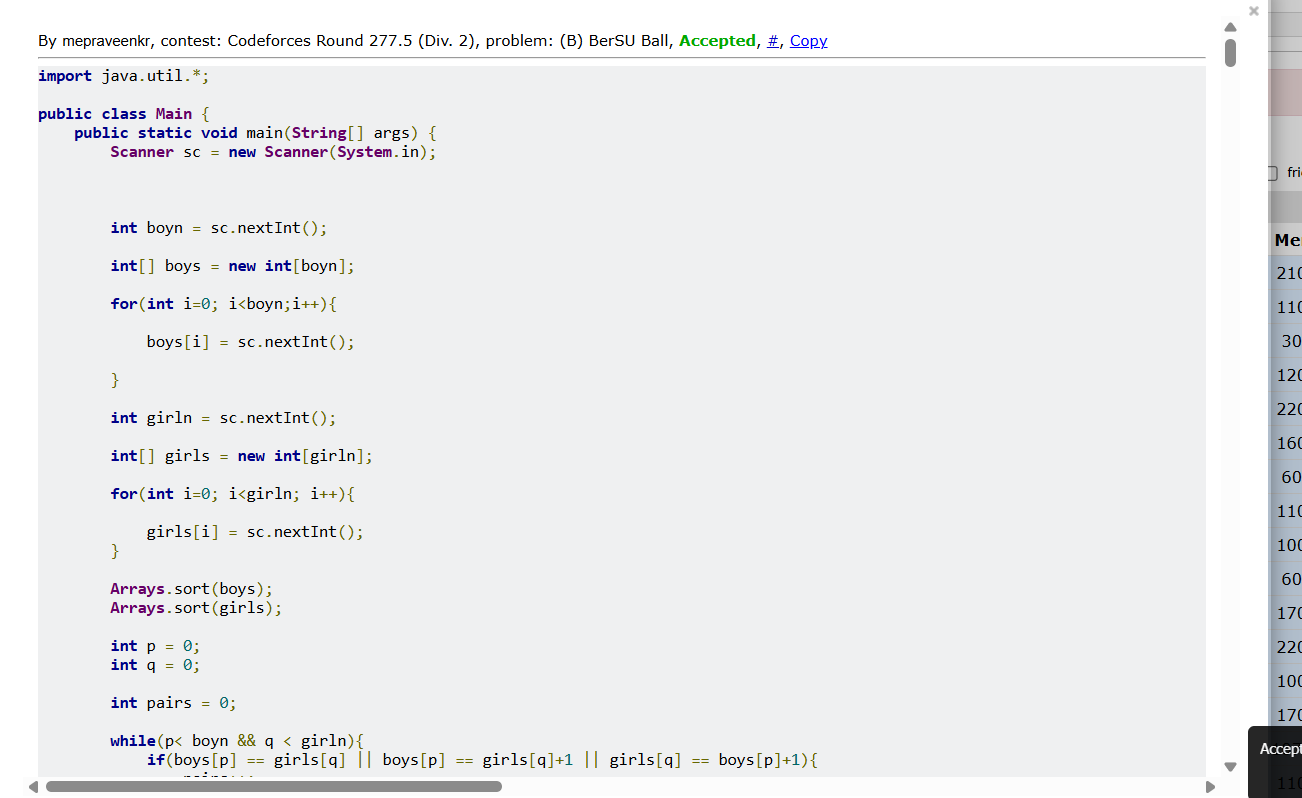 ×
By mepraveenkr, contest: Codeforces Round 277.5 (Div. 2), problem: (B) BerSU Ball, Accepted, #, Copy
import java.util.*;
public class Main {
    public static void main(String[] args) {
        Scanner sc = new Scanner(System.in);
        int boyn = sc.nextInt();
        int[] boys = new int[boyn];
        for(int i=0; i<boyn;i++){
            boys[i] = sc.nextInt();
        }
        int girln = sc.nextInt();
        int[] girls = new int[girln];
        for(int i=0; i<girln; i++){
            girls[i] = sc.nextInt();
        }
        Arrays.sort(boys);
        Arrays.sort(girls);
        int p = 0;
        int q = 0;
        int pairs = 0;
        while(p< boyn && q < girln){
            if(boys[p] == girls[q] || boys[p] == girls[q]+1 || girls[q] == boys[p]+1){
fri
Me
210
110
30
120
220
160
60
110
100
60
170
220
100
170
Accept
110